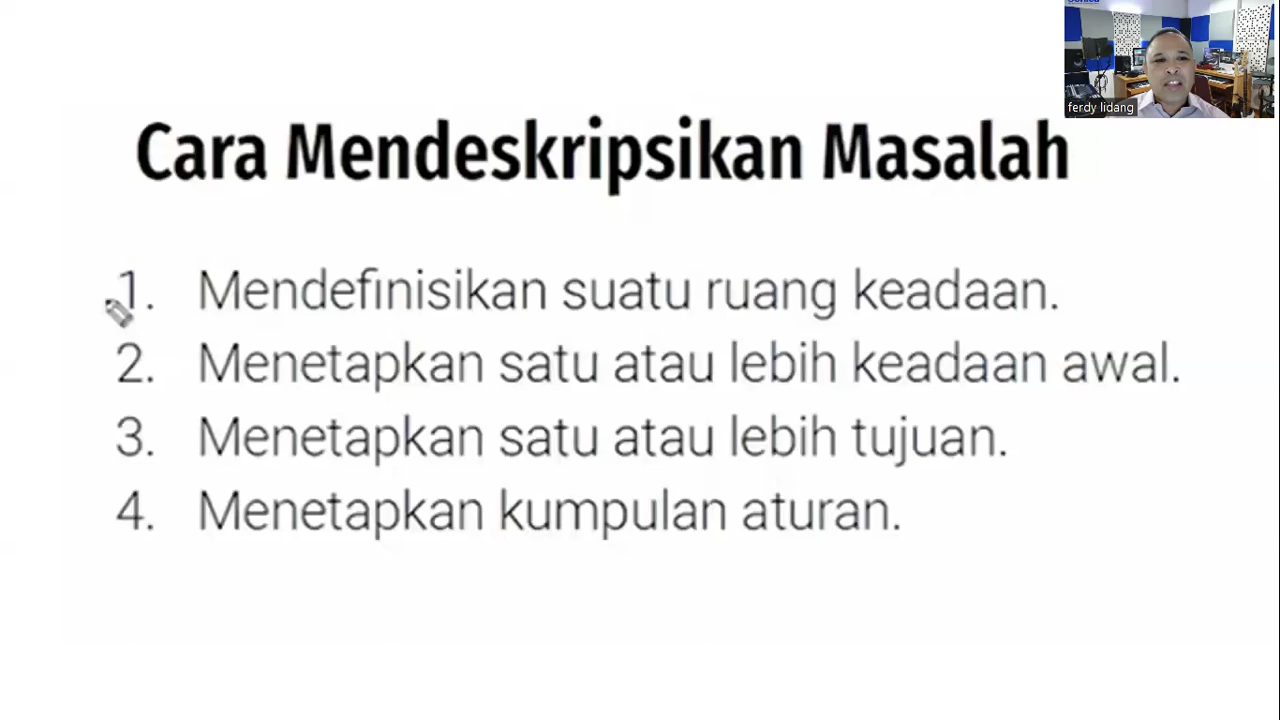 Cara Mendeskripsikan Masalah
1. Mendefinisikan suatu ruang keadaan.
2. Menetapkan satu atau lebih keadaan awal.
3. Menetapkan satu atau lebih tujuan.
4. Menetapkan kumpulan aturan.
ferdy lidang